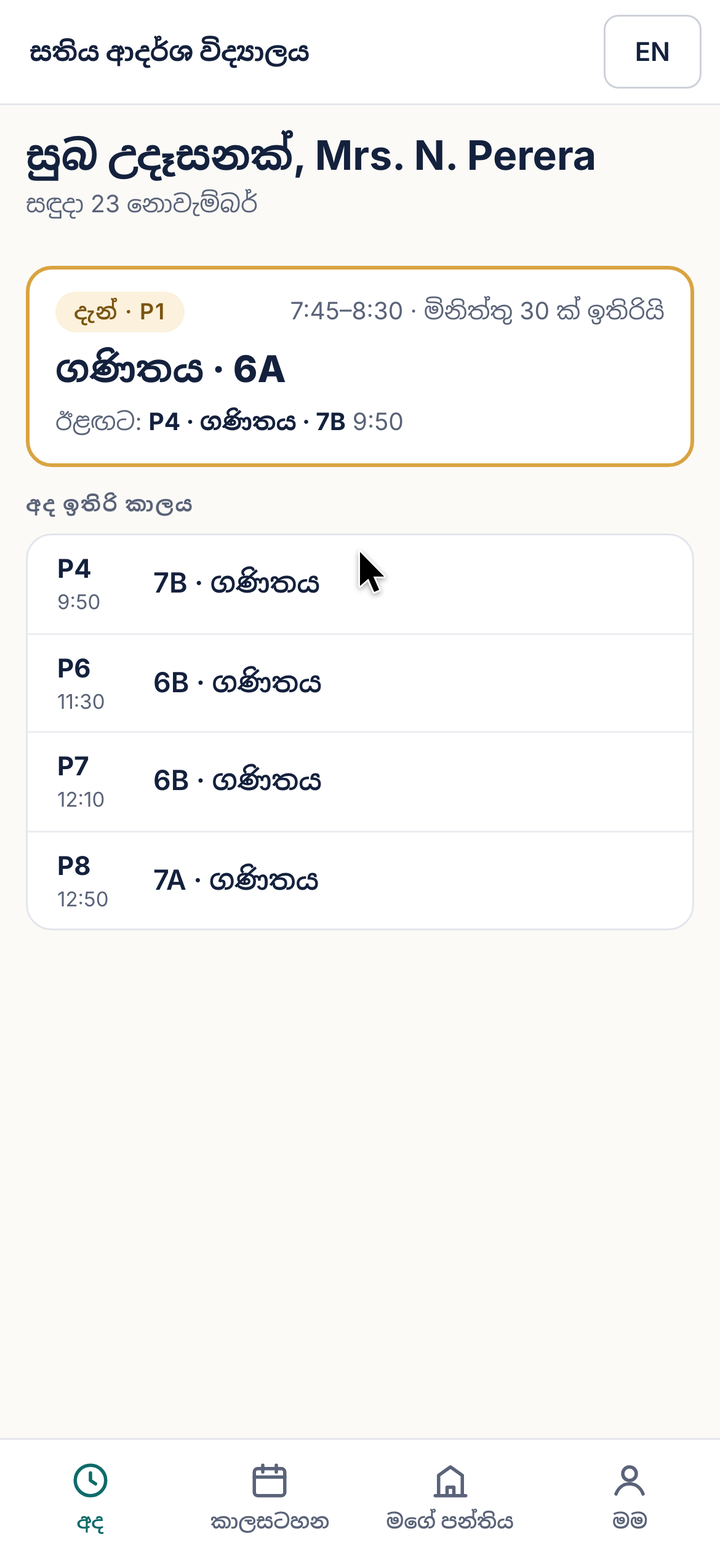 සතිය ආදර්ශ විද්‍යාලය
EN
සුබ උදෑසනක්, Mrs. N. Perera
සඳුදා 23 නොවැම්බර්
දැන් · P1
7:45–8:30 · මිනිත්තු 30 ක් ඉතිරියි
ගණිතය · 6A
ඊළඟට: P4 · ගණිතය · 7B 9:50
අද ඉතිරි කාලය
P4
9:50
7B · ගණිතය
P6
11:30
6B · ගණිතය
P7
12:10
6B · ගණිතය
P8
12:50
7A · ගණිතය
අද
කාලසටහන
මගේ පන්තිය
මම